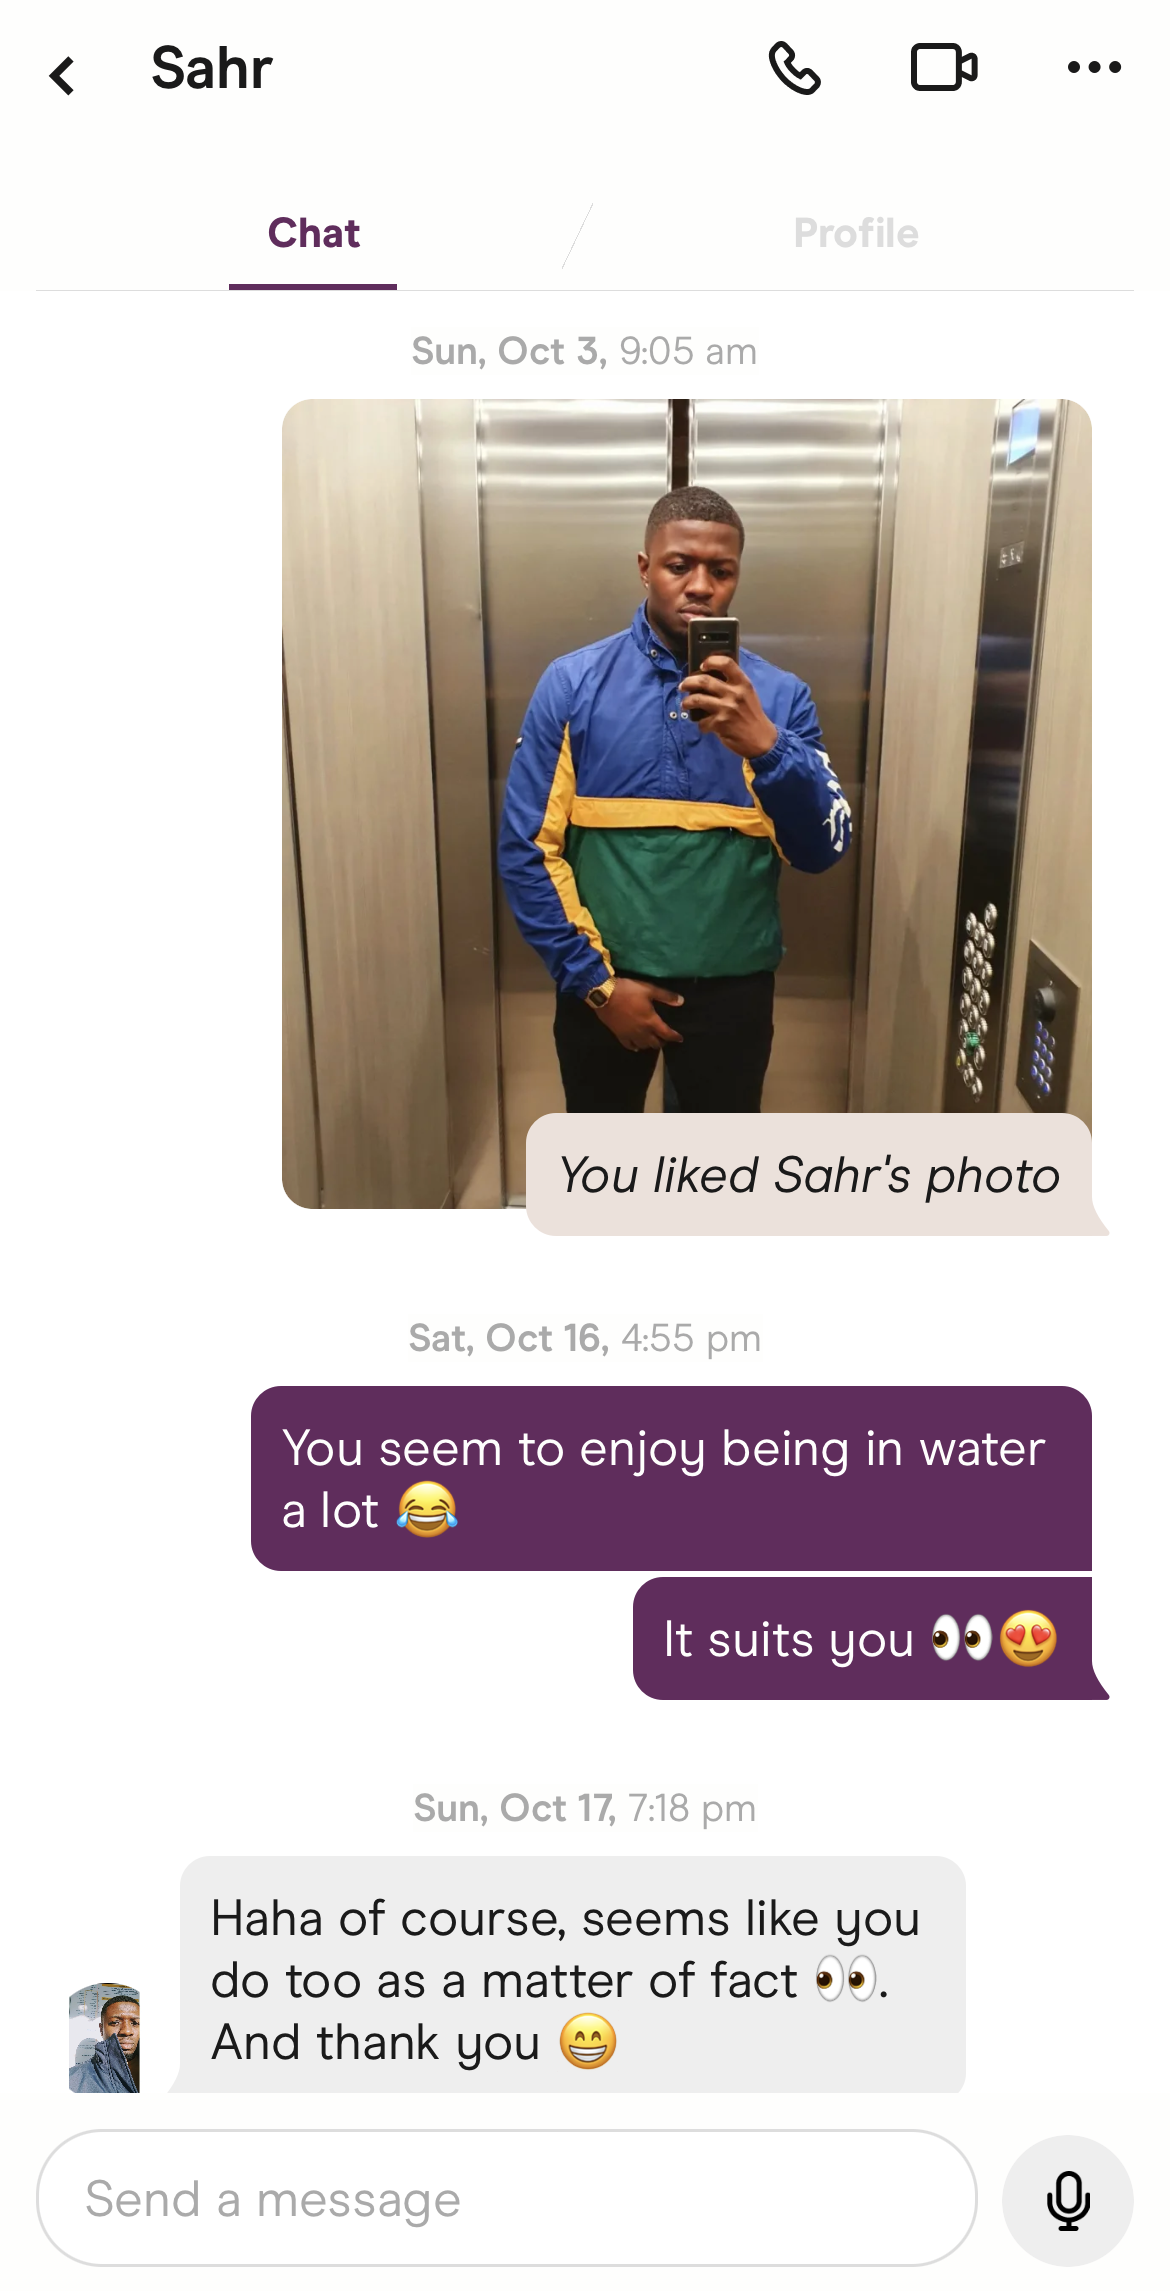 Sahr
Chat
Profile
Sun, Oct 3, 9:05 am
You liked Sahr's photo
Sat, Oct 16, 4:55 pm
You seem to enjoy being in water
a lot 😂
It suits you 👀😍
Sun, Oct 17, 7:18 pm
Haha of course, seems like you
do too as a matter of fact 👀.
And thank you 😁
Send a message